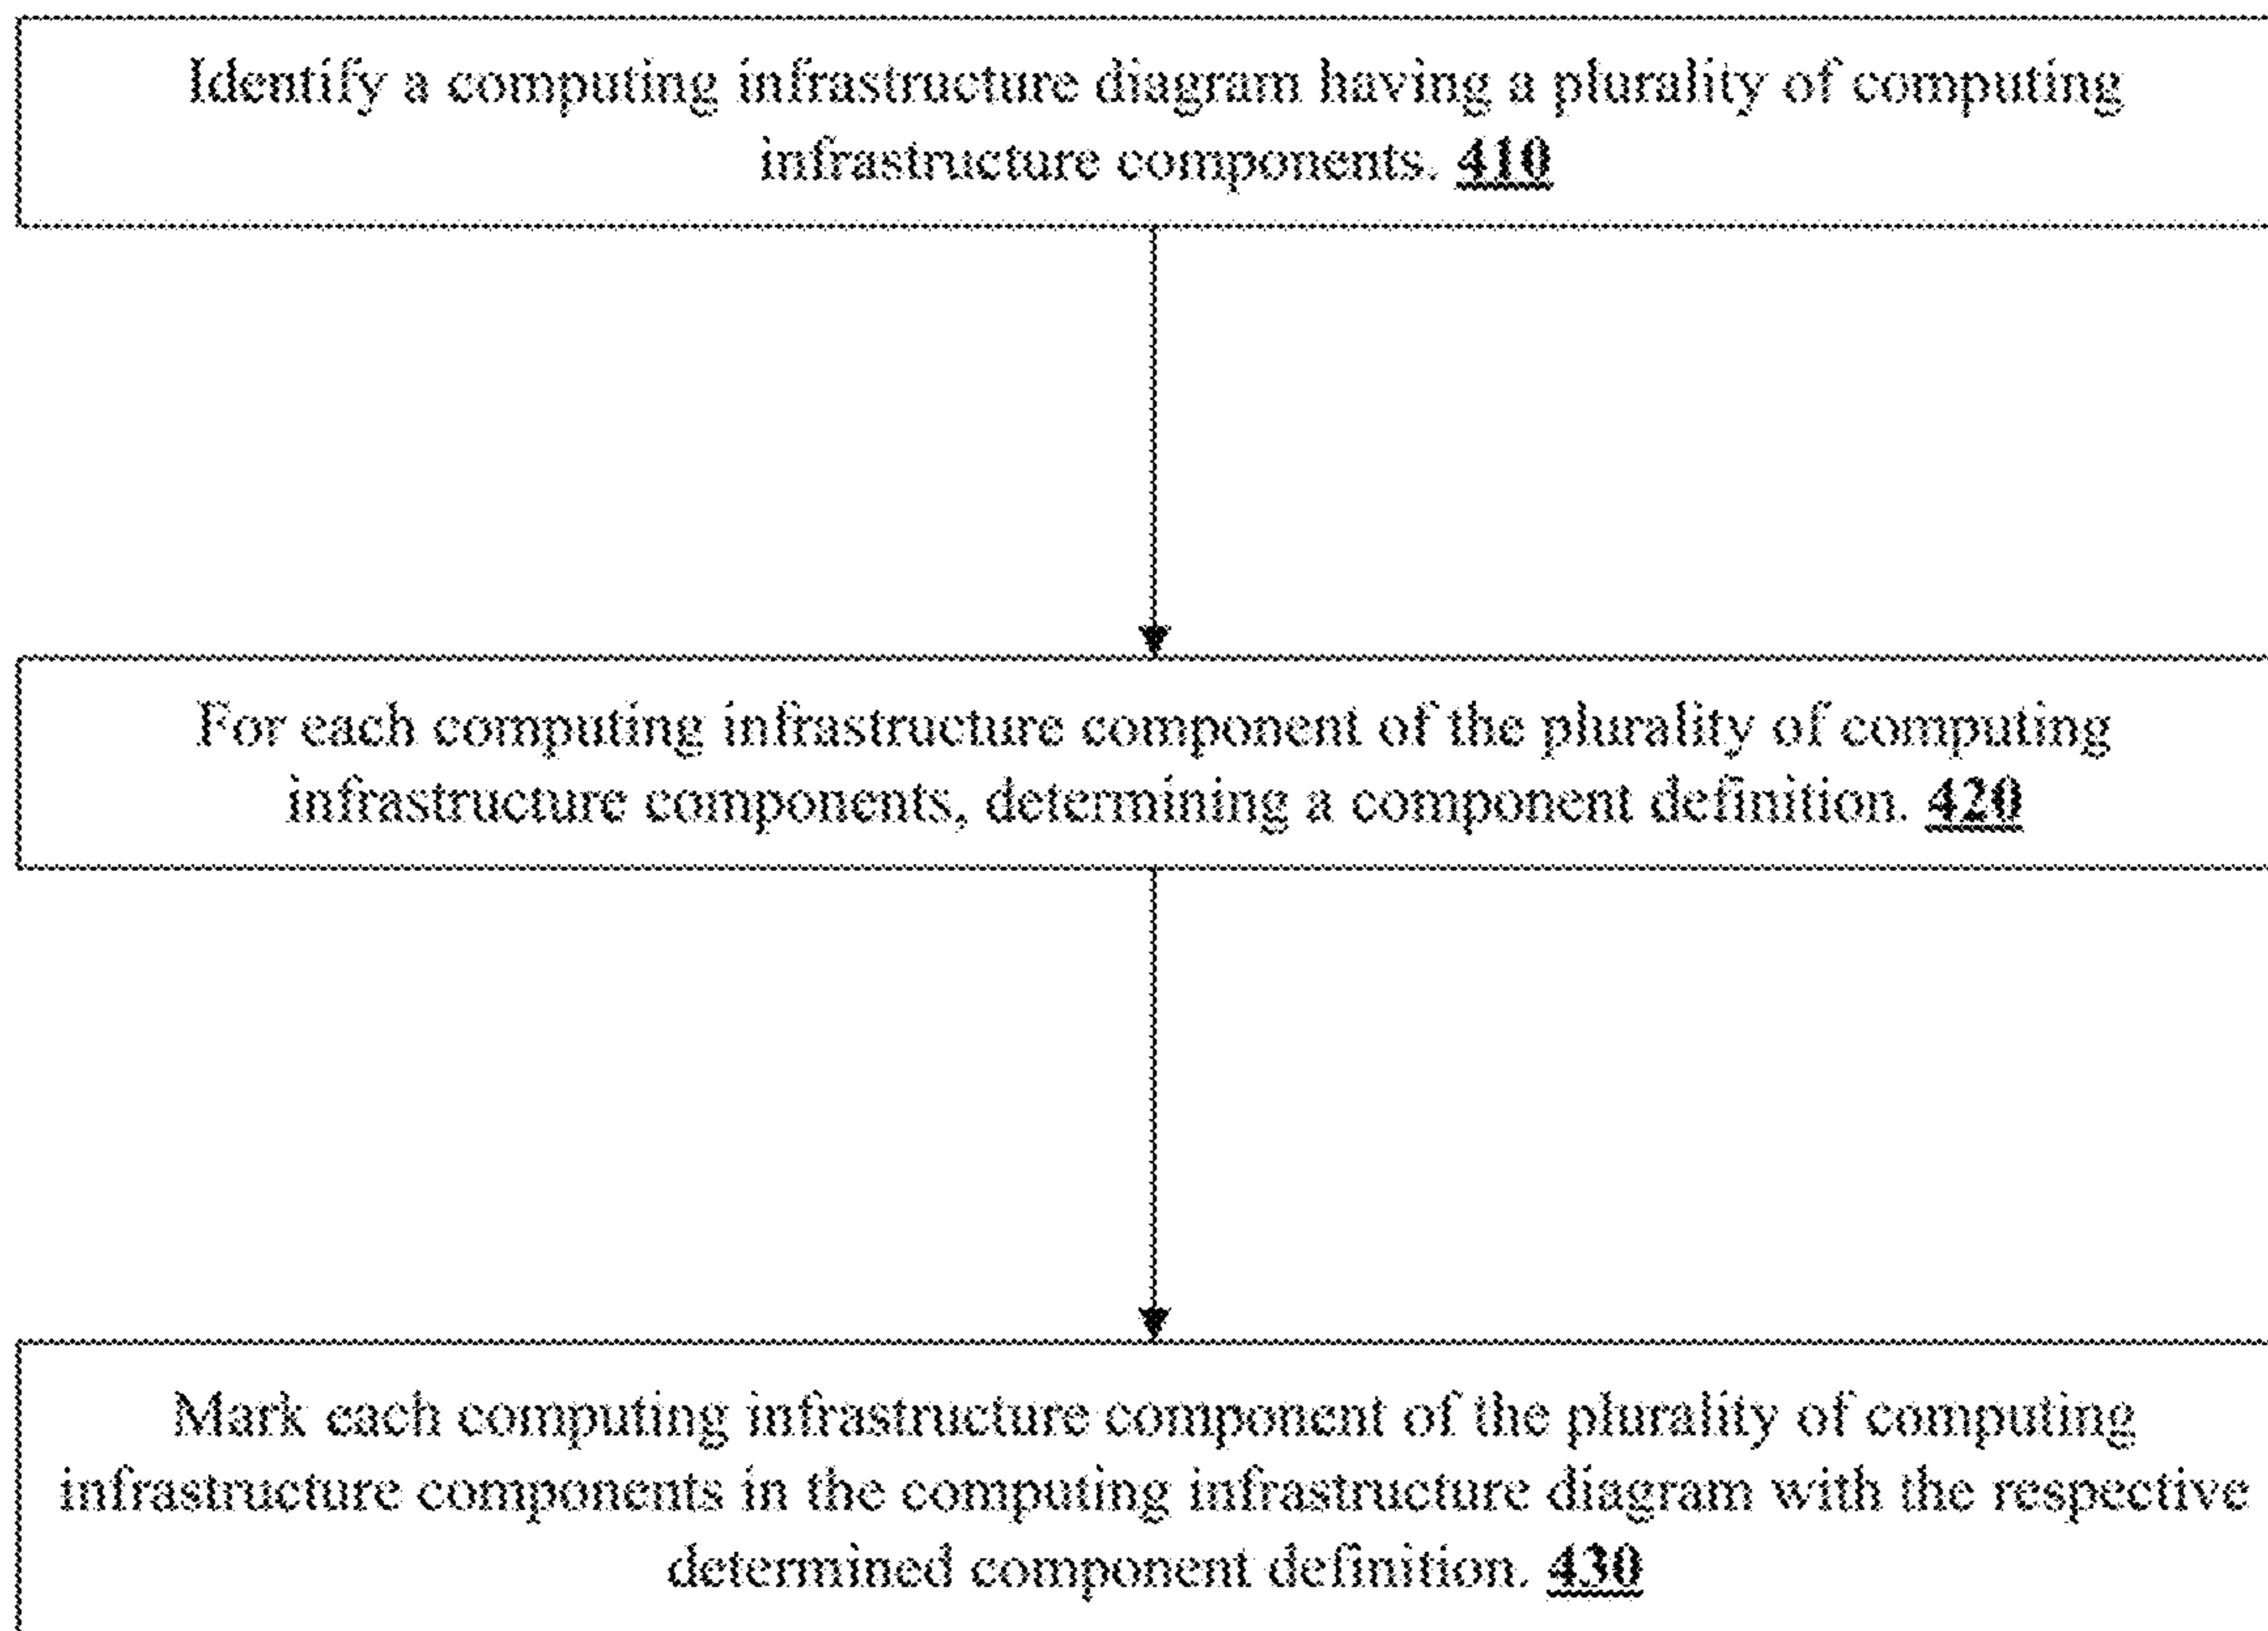 Identify a computing infrastructure diagram having a plurality of computing
infrastructure components. 410
For each computing infrastructure component of the plurality of computing
infrastructure components, determining a component definition. 420
Mark each computing infrastructure component of the plurality of computing
infrastructure components in the computing infrastructure diagram with the respective
determined component definition. 430